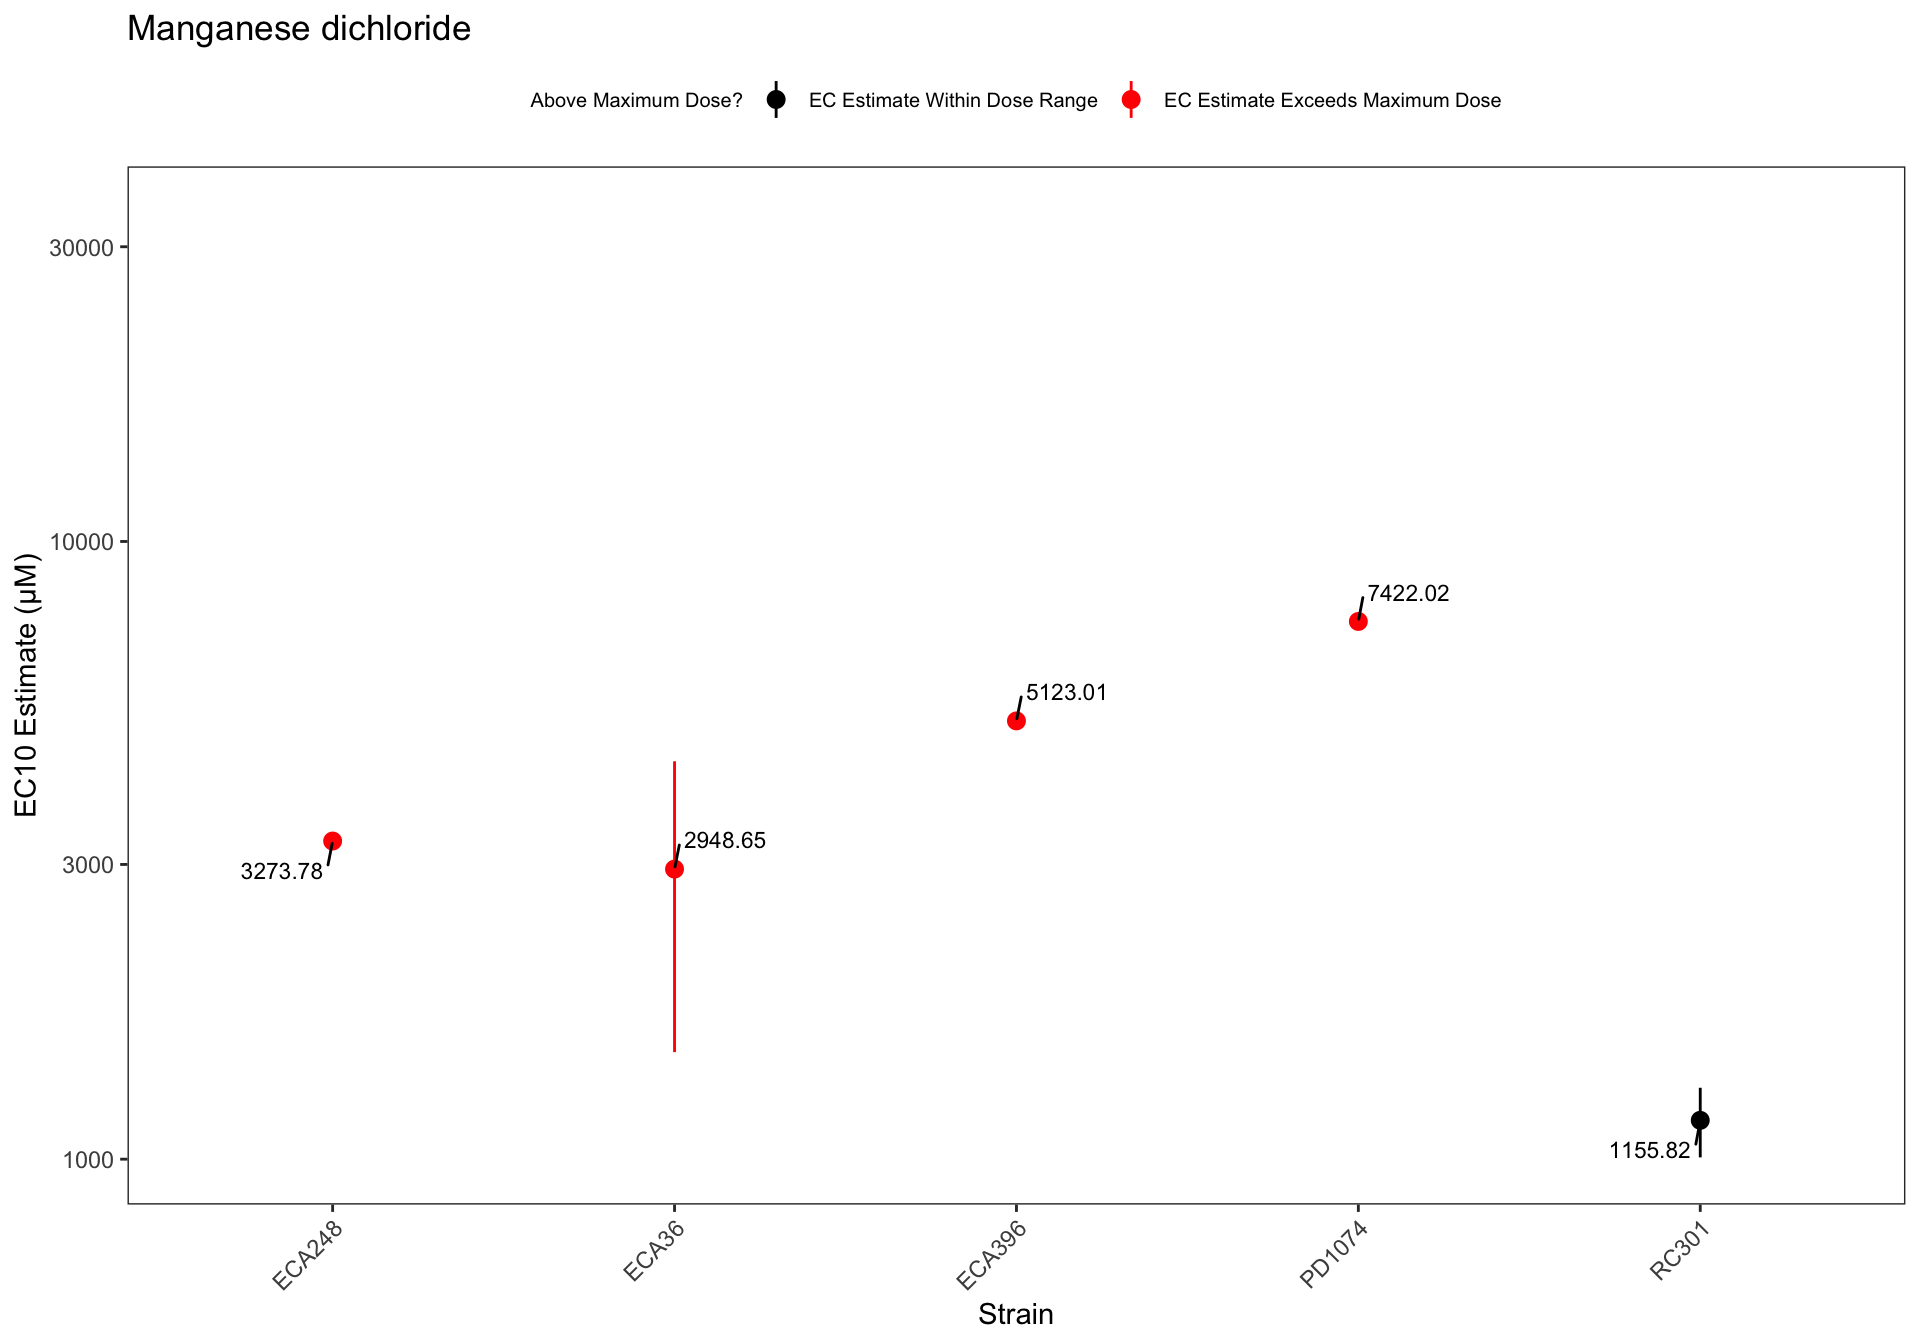 Manganese dichloride
Above Maximum Dose? EC Estimate Within Dose Range EC Estimate Exceeds Maximum Dose
EC10 Estimate (µM)
30000
10000
3000
1000
7422.02
5123.01
2948.65
3273.78
1155.82
ECA248 ECA36 ECA396 PD1074 RC301
Strain